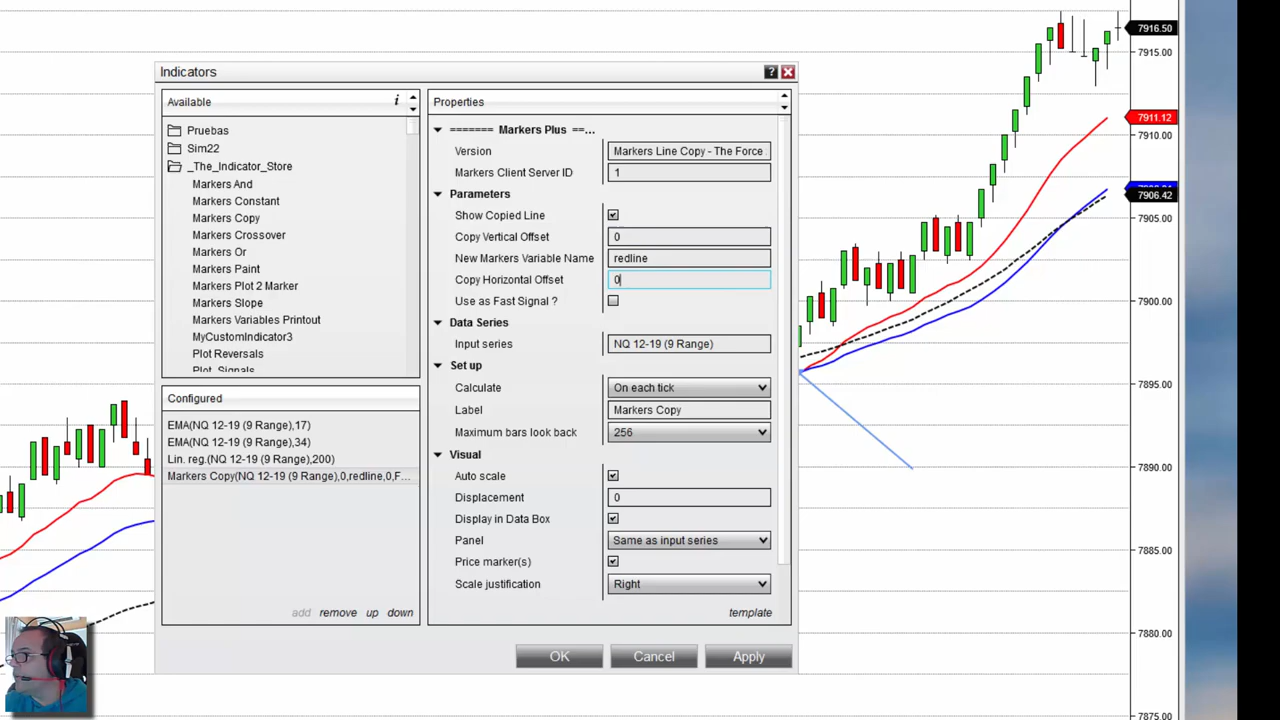 Indicators
?
Available
i
Pruebas
Sim22
_The_Indicator_Store
Markers And
Markers Constant
Markers Copy
Markers Crossover
Markers Or
Markers Paint
Markers Plot 2 Marker
Markers Slope
Markers Variables Printout
MyCustomIndicator3
Plot Reversals
Plot_Signals
Configured
EMA(NQ 12-19 (9 Range),17)
EMA(NQ 12-19 (9 Range),34)
Lin. reg.(NQ 12-19 (9 Range),200)
Markers Copy(NQ 12-19 (9 Range),0,redline,0,F...
add remove up down
Properties
======= Markers Plus ==...
Version Markers Line Copy - The Force
Markers Client Server ID 1
Parameters
Show Copied Line
Copy Vertical Offset 0
New Markers Variable Name redline
Copy Horizontal Offset 0
Use as Fast Signal ?
Data Series
Input series NQ 12-19 (9 Range)
Set up
Calculate On each tick
Label Markers Copy
Maximum bars look back 256
Visual
Auto scale
Displacement 0
Display in Data Box
Panel Same as input series
Price marker(s)
Scale justification Right
template
OK Cancel Apply
7916.50
7915.00
7911.12
7910.00
7906.42
7905.00
7900.00
7895.00
7890.00
7885.00
7880.00
7875.00